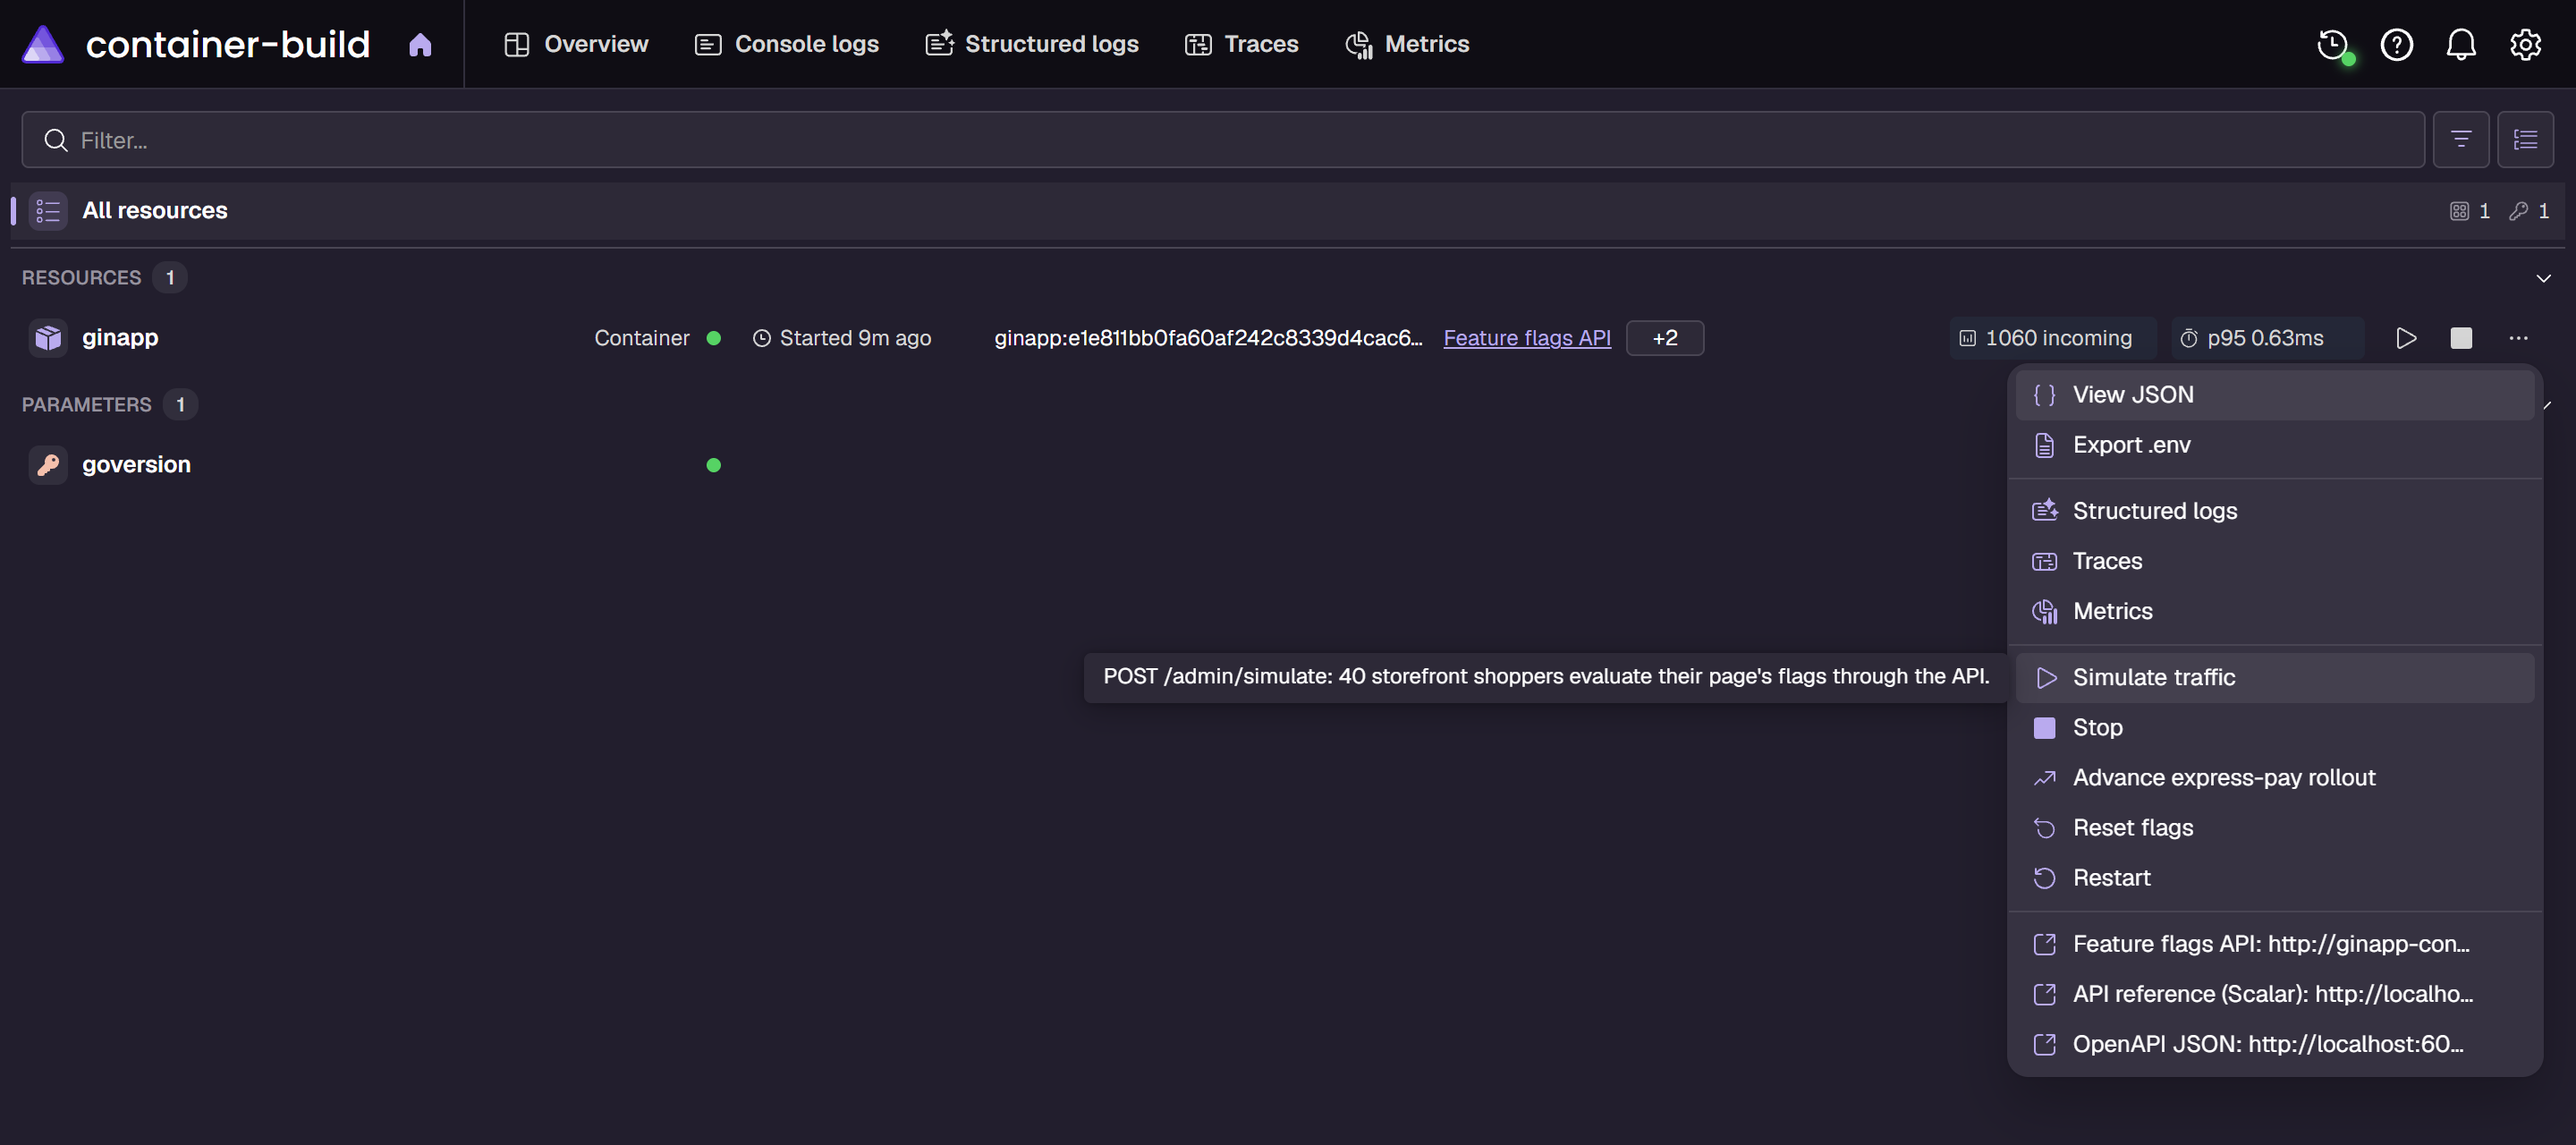 container-build
Overview
Console logs
Structured logs
Traces
Metrics
Filter...
All resources
1
1
RESOURCES 1
ginapp
Container
Started 9m ago
ginapp:e1e811bb0fa60af242c8339d4cac6...
Feature flags API
+2
1060 incoming
p95 0.63ms
PARAMETERS 1
goversion
View JSON
Export .env
Structured logs
Traces
Metrics
POST /admin/simulate: 40 storefront shoppers evaluate their page's flags through the API.
Simulate traffic
Stop
Advance express-pay rollout
Reset flags
Restart
Feature flags API: http://ginapp-con...
API reference (Scalar): http://localho...
OpenAPI JSON: http://localhost:60...